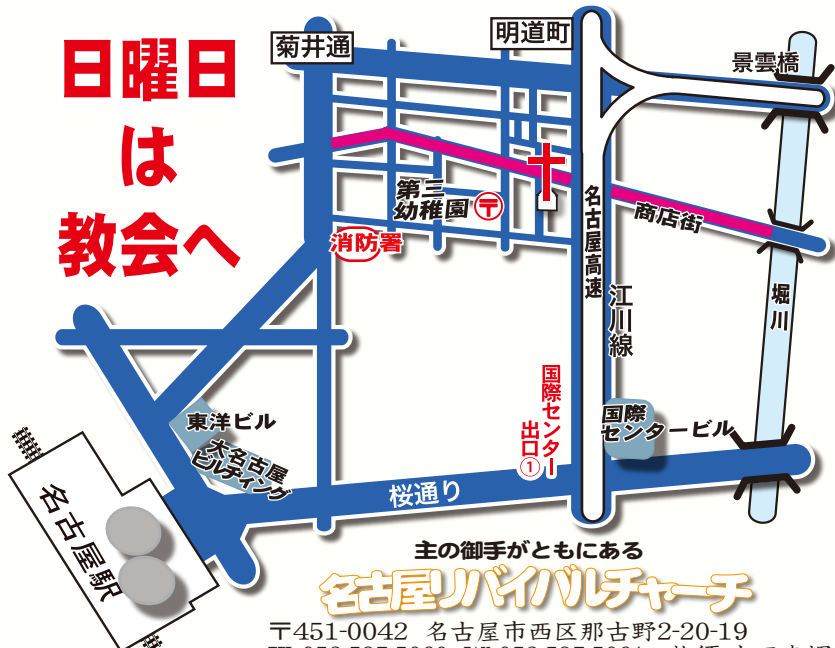 日曜日
は
教会へ
菊井通
明道町
景雲橋
第三
幼稚園
〒
消防署
商店街
名古屋高速
江川線
堀川
国際センター
出口①
国際
センタービル
東洋ビル
大名古屋
ビルディング
桜通り
名古屋駅
主の御手がともにある
名古屋リバイバルチャーチ
〒451-0042 名古屋市西区那古野2-20-19